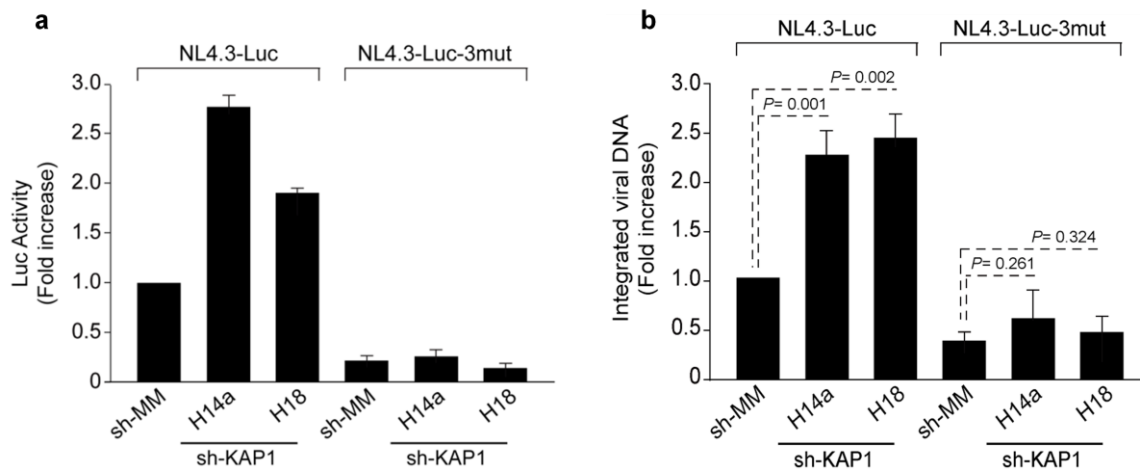 a
NL4.3-Luc
NL4.3-Luc-3mut
Luc Activity
(Fold increase)
3.0
2.5
2.0
1.5
1.0
0.5
0
sh-MM
H14a
H18
sh-MM
H14a
H18
sh-KAP1
sh-KAP1
b
NL4.3-Luc
NL4.3-Luc-3mut
Integrated viral DNA
(Fold increase)
3.0
2.5
2.0
1.5
1.0
0.5
0
P= 0.002
P= 0.001
P= 0.324
P= 0.261
sh-MM
H14a
H18
sh-MM
H14a
H18
sh-KAP1
sh-KAP1